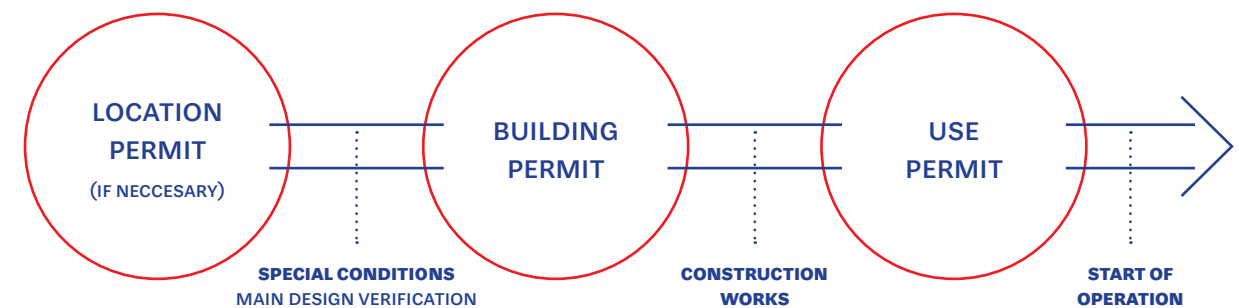 LOCATION
PERMIT
(IF NECCESARY)
BUILDING
PERMIT
USE
PERMIT
SPECIAL CONDITIONS
MAIN DESIGN VERIFICATION
CONSTRUCTION
WORKS
START OF
OPERATION